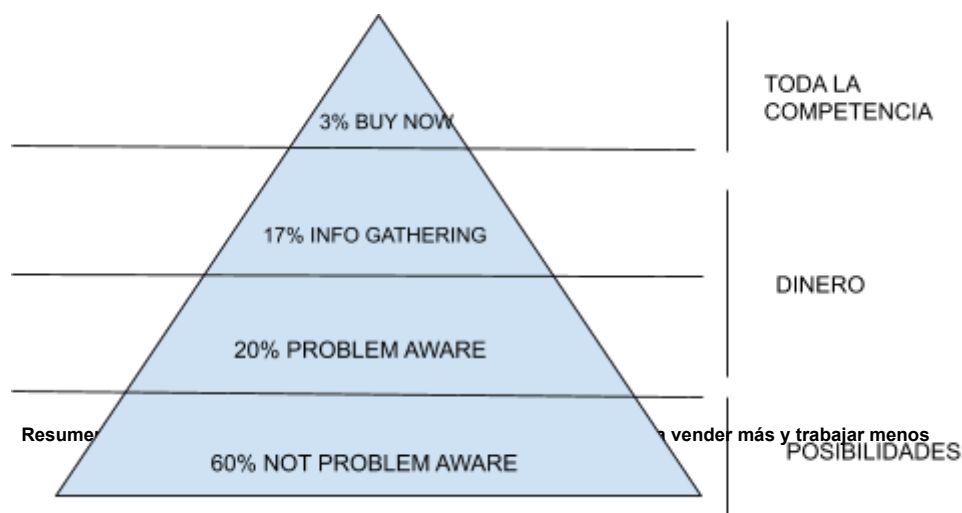 TODA LA
COMPETENCIA
3% BUY NOW
17% INFO GATHERING
DINERO
20% PROBLEM AWARE
vender más y trabajar menos
POSIBILIDADES
60% NOT PROBLEM AWARE